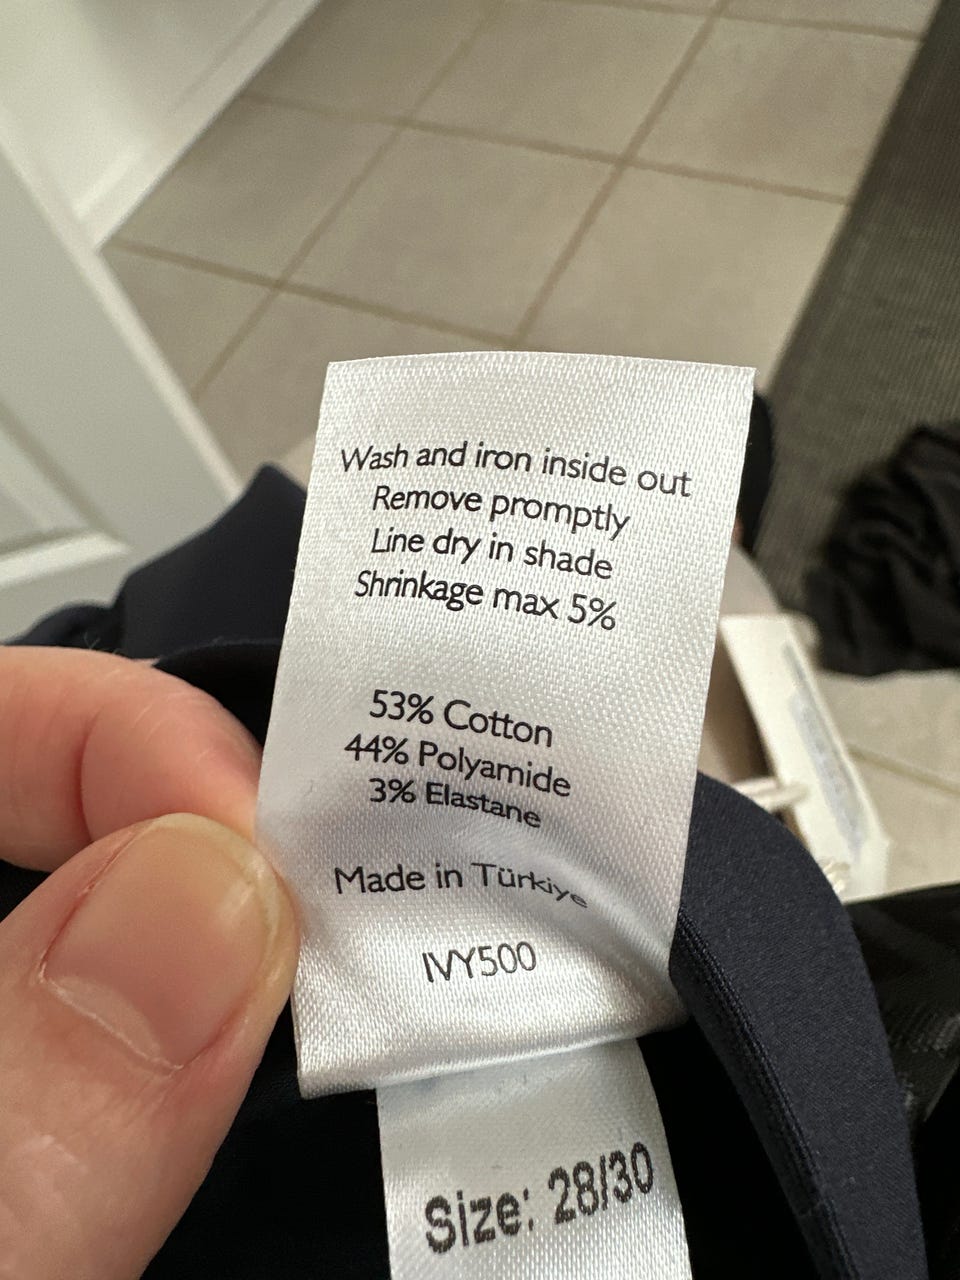 Wash and iron inside out
Remove promptly
Line dry in shade
Shrinkage max 5%
53% Cotton
44% Polyamide
3% Elastane
Made in Türkiye
IVY500
Size: 28/30